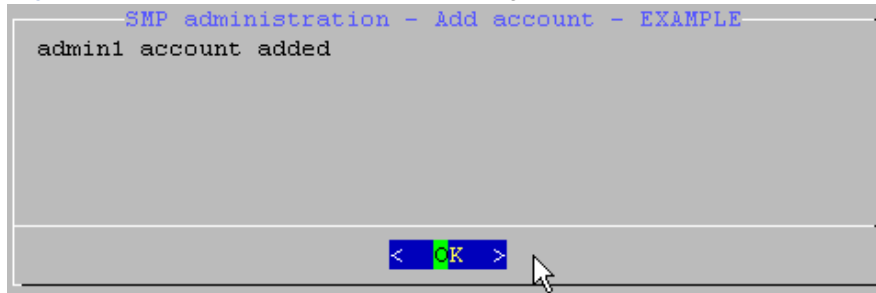 SMP administration - Add account - EXAMPLE
admin1 account added
< OK >